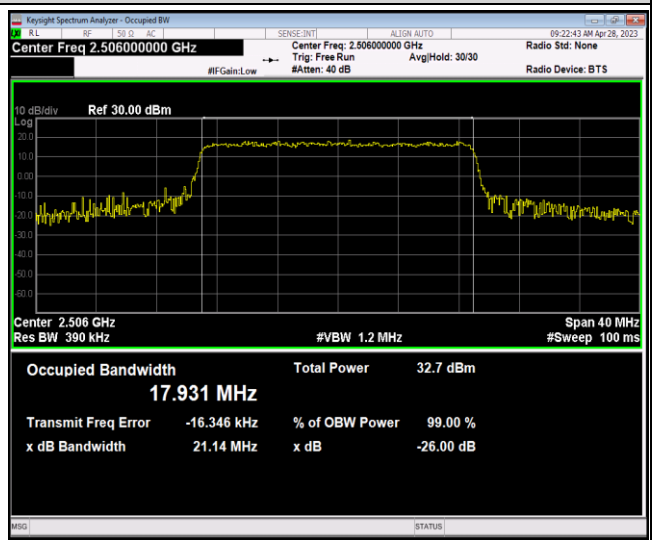 Keysight Spectrum Analyzer - Occupied BW
RL RF 50 Ω AC SENSE:INT ALIGN AUTO 09:22:43 AM Apr 28, 2023
Center Freq 2.506000000 GHz Center Freq: 2.506000000 GHz Radio Std: None
Trig: Free Run Avg|Hold: 30/30
#IFGain:Low #Atten: 40 dB Radio Device: BTS
10 dB/div Ref 30.00 dBm
Log
20.0
10.0
0.00
-10.0
-20.0
-30.0
-40.0
-50.0
-60.0
Center 2.506 GHz Span 40 MHz
Res BW 390 kHz #VBW 1.2 MHz #Sweep 100 ms
Occupied Bandwidth Total Power 32.7 dBm
17.931 MHz
Transmit Freq Error -16.346 kHz % of OBW Power 99.00 %
x dB Bandwidth 21.14 MHz x dB -26.00 dB
MSG STATUS